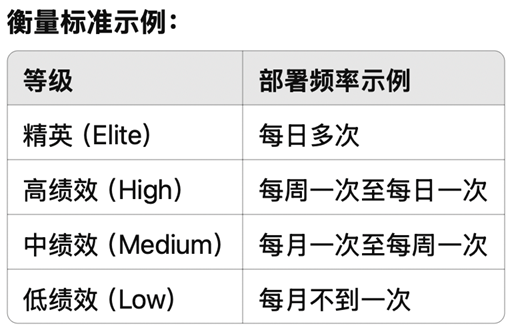 衡量标准示例：
等级 部署频率示例
精英（Elite） 每日多次
高绩效（High） 每周一次至每日一次
中绩效（Medium） 每月一次至每周一次
低绩效（Low） 每月不到一次